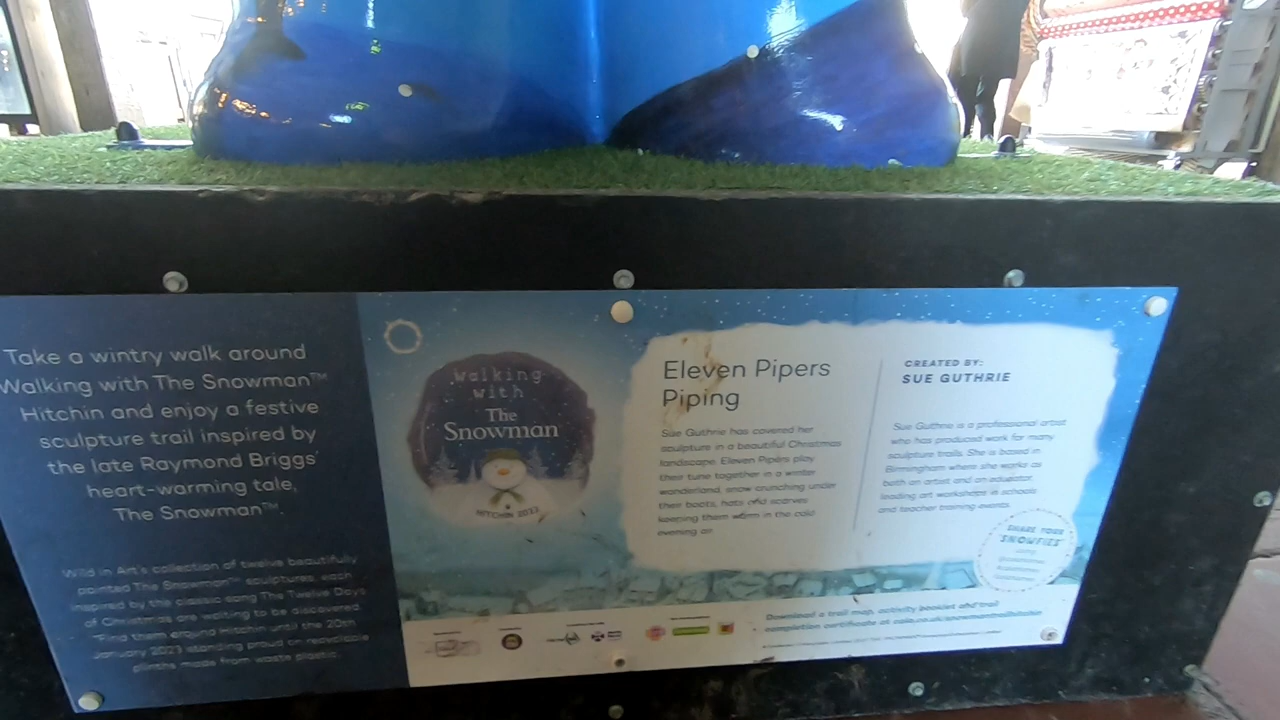 Take a wintry walk around
Walking with The Snowman™
Hitchin and enjoy a festive
sculpture trail inspired by
the late Raymond Briggs'
heart-warming tale,
The Snowman™.
Wild in Art's collection of twelve beautifully
painted The Snowman™ sculptures, each
inspired by the classic song The Twelve Days
of Christmas are waiting to be discovered.
Find them around Hitchin until the 20th
January 2023 standing proud on recyclable
plinths made from waste plastic.
walking
with
The
Snowman
HITCHIN 2022
Eleven Pipers
Piping
Sue Guthrie has covered her
sculpture in a beautiful Christmas
landscape. Eleven Pipers play
their tune together in a winter
wonderland, snow crunching under
their boots, hats and scarves
keeping them warm in the cold
evening air.
CREATED BY:
SUE GUTHRIE
Sue Guthrie is a professional artist
who has produced work for many
sculpture trails. She is based in
Birmingham where she works as
both an artist and an educator,
leading art workshops in schools
and teacher training events.
SHARE YOUR
'SNOWFIES'
Download a trail map, activity booklet and trail
completion certificate at